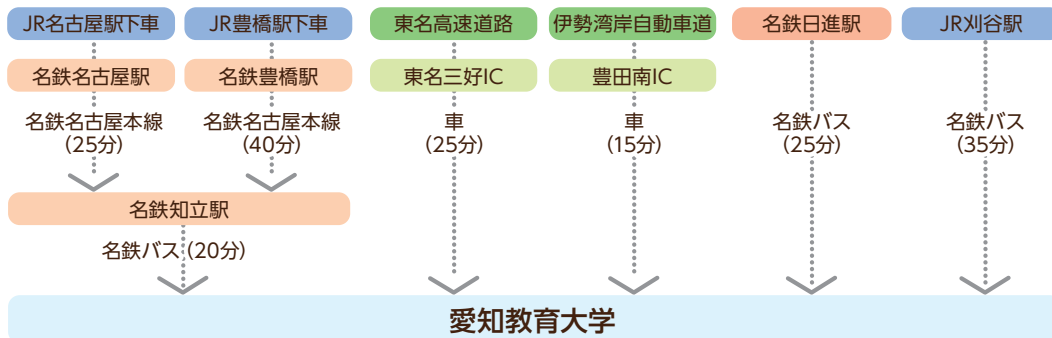 JR名古屋駅下車
JR豊橋駅下車
東名高速道路
伊勢湾岸自動車道
名鉄日進駅
JR刈谷駅
名鉄名古屋駅
名鉄豊橋駅
東名三好IC
豊田南IC
名鉄名古屋本線
(25分)
名鉄名古屋本線
(40分)
車
(25分)
車
(15分)
名鉄バス
(25分)
名鉄バス
(35分)
名鉄知立駅
名鉄バス(20分)
愛知教育大学